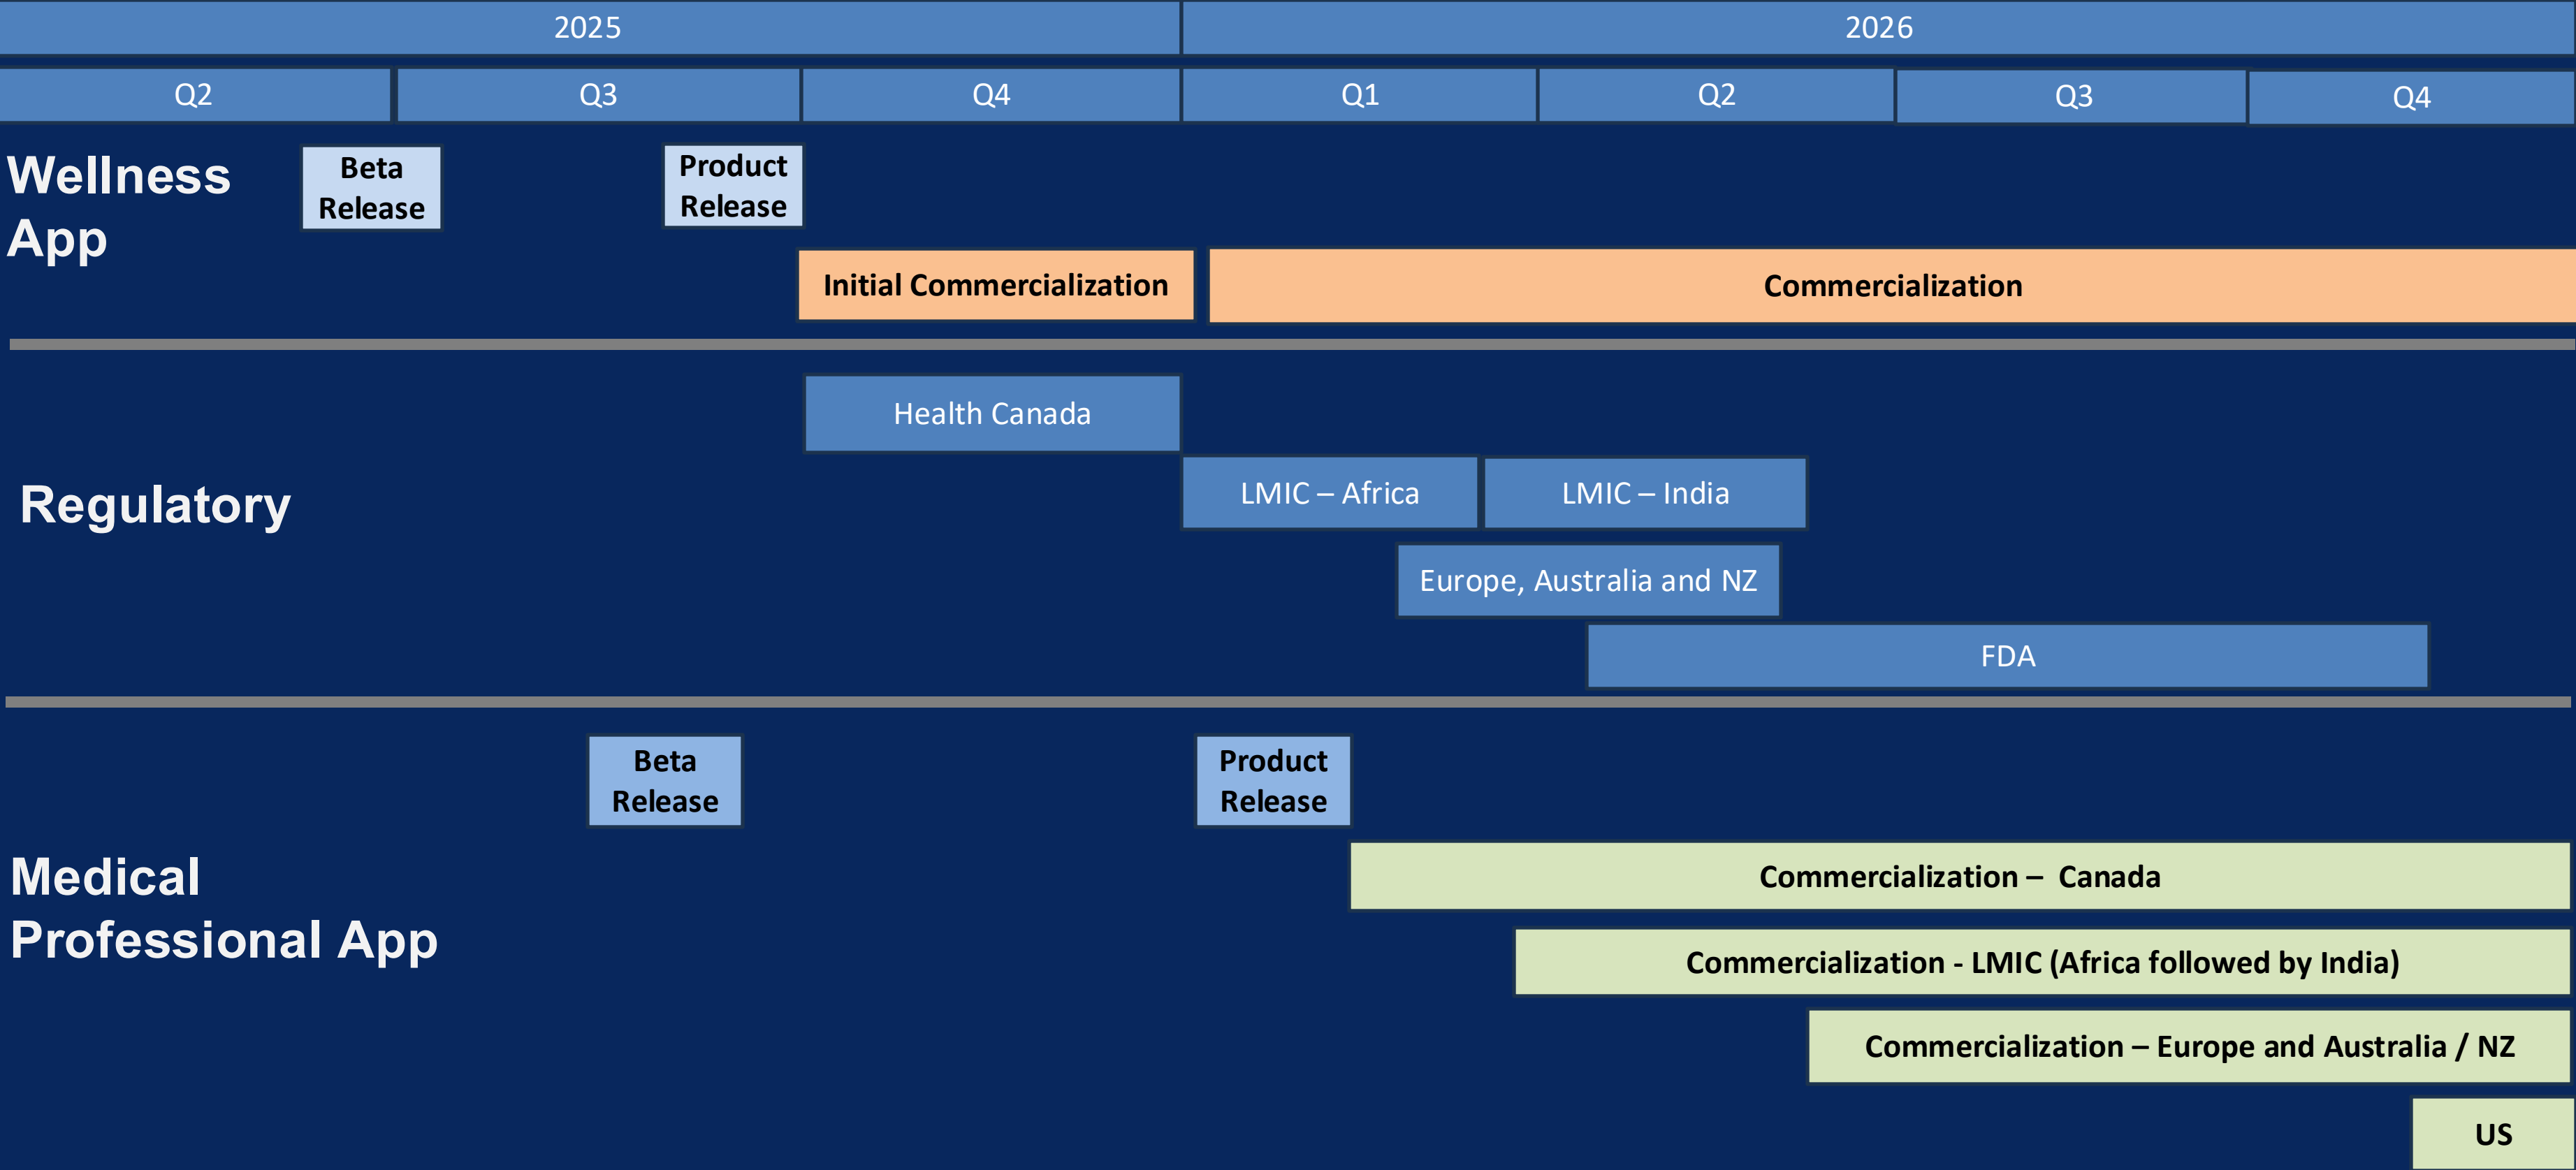 2025
2026
Q2
Q3
Q4
Q1
Q2
Q3
Q4
Wellness
App
Beta
Release
Product
Release
Initial Commercialization
Commercialization
Regulatory
Health Canada
LMIC – Africa
LMIC – India
Europe, Australia and NZ
FDA
Medical
Professional App
Beta
Release
Product
Release
Commercialization – Canada
Commercialization - LMIC (Africa followed by India)
Commercialization – Europe and Australia / NZ
US